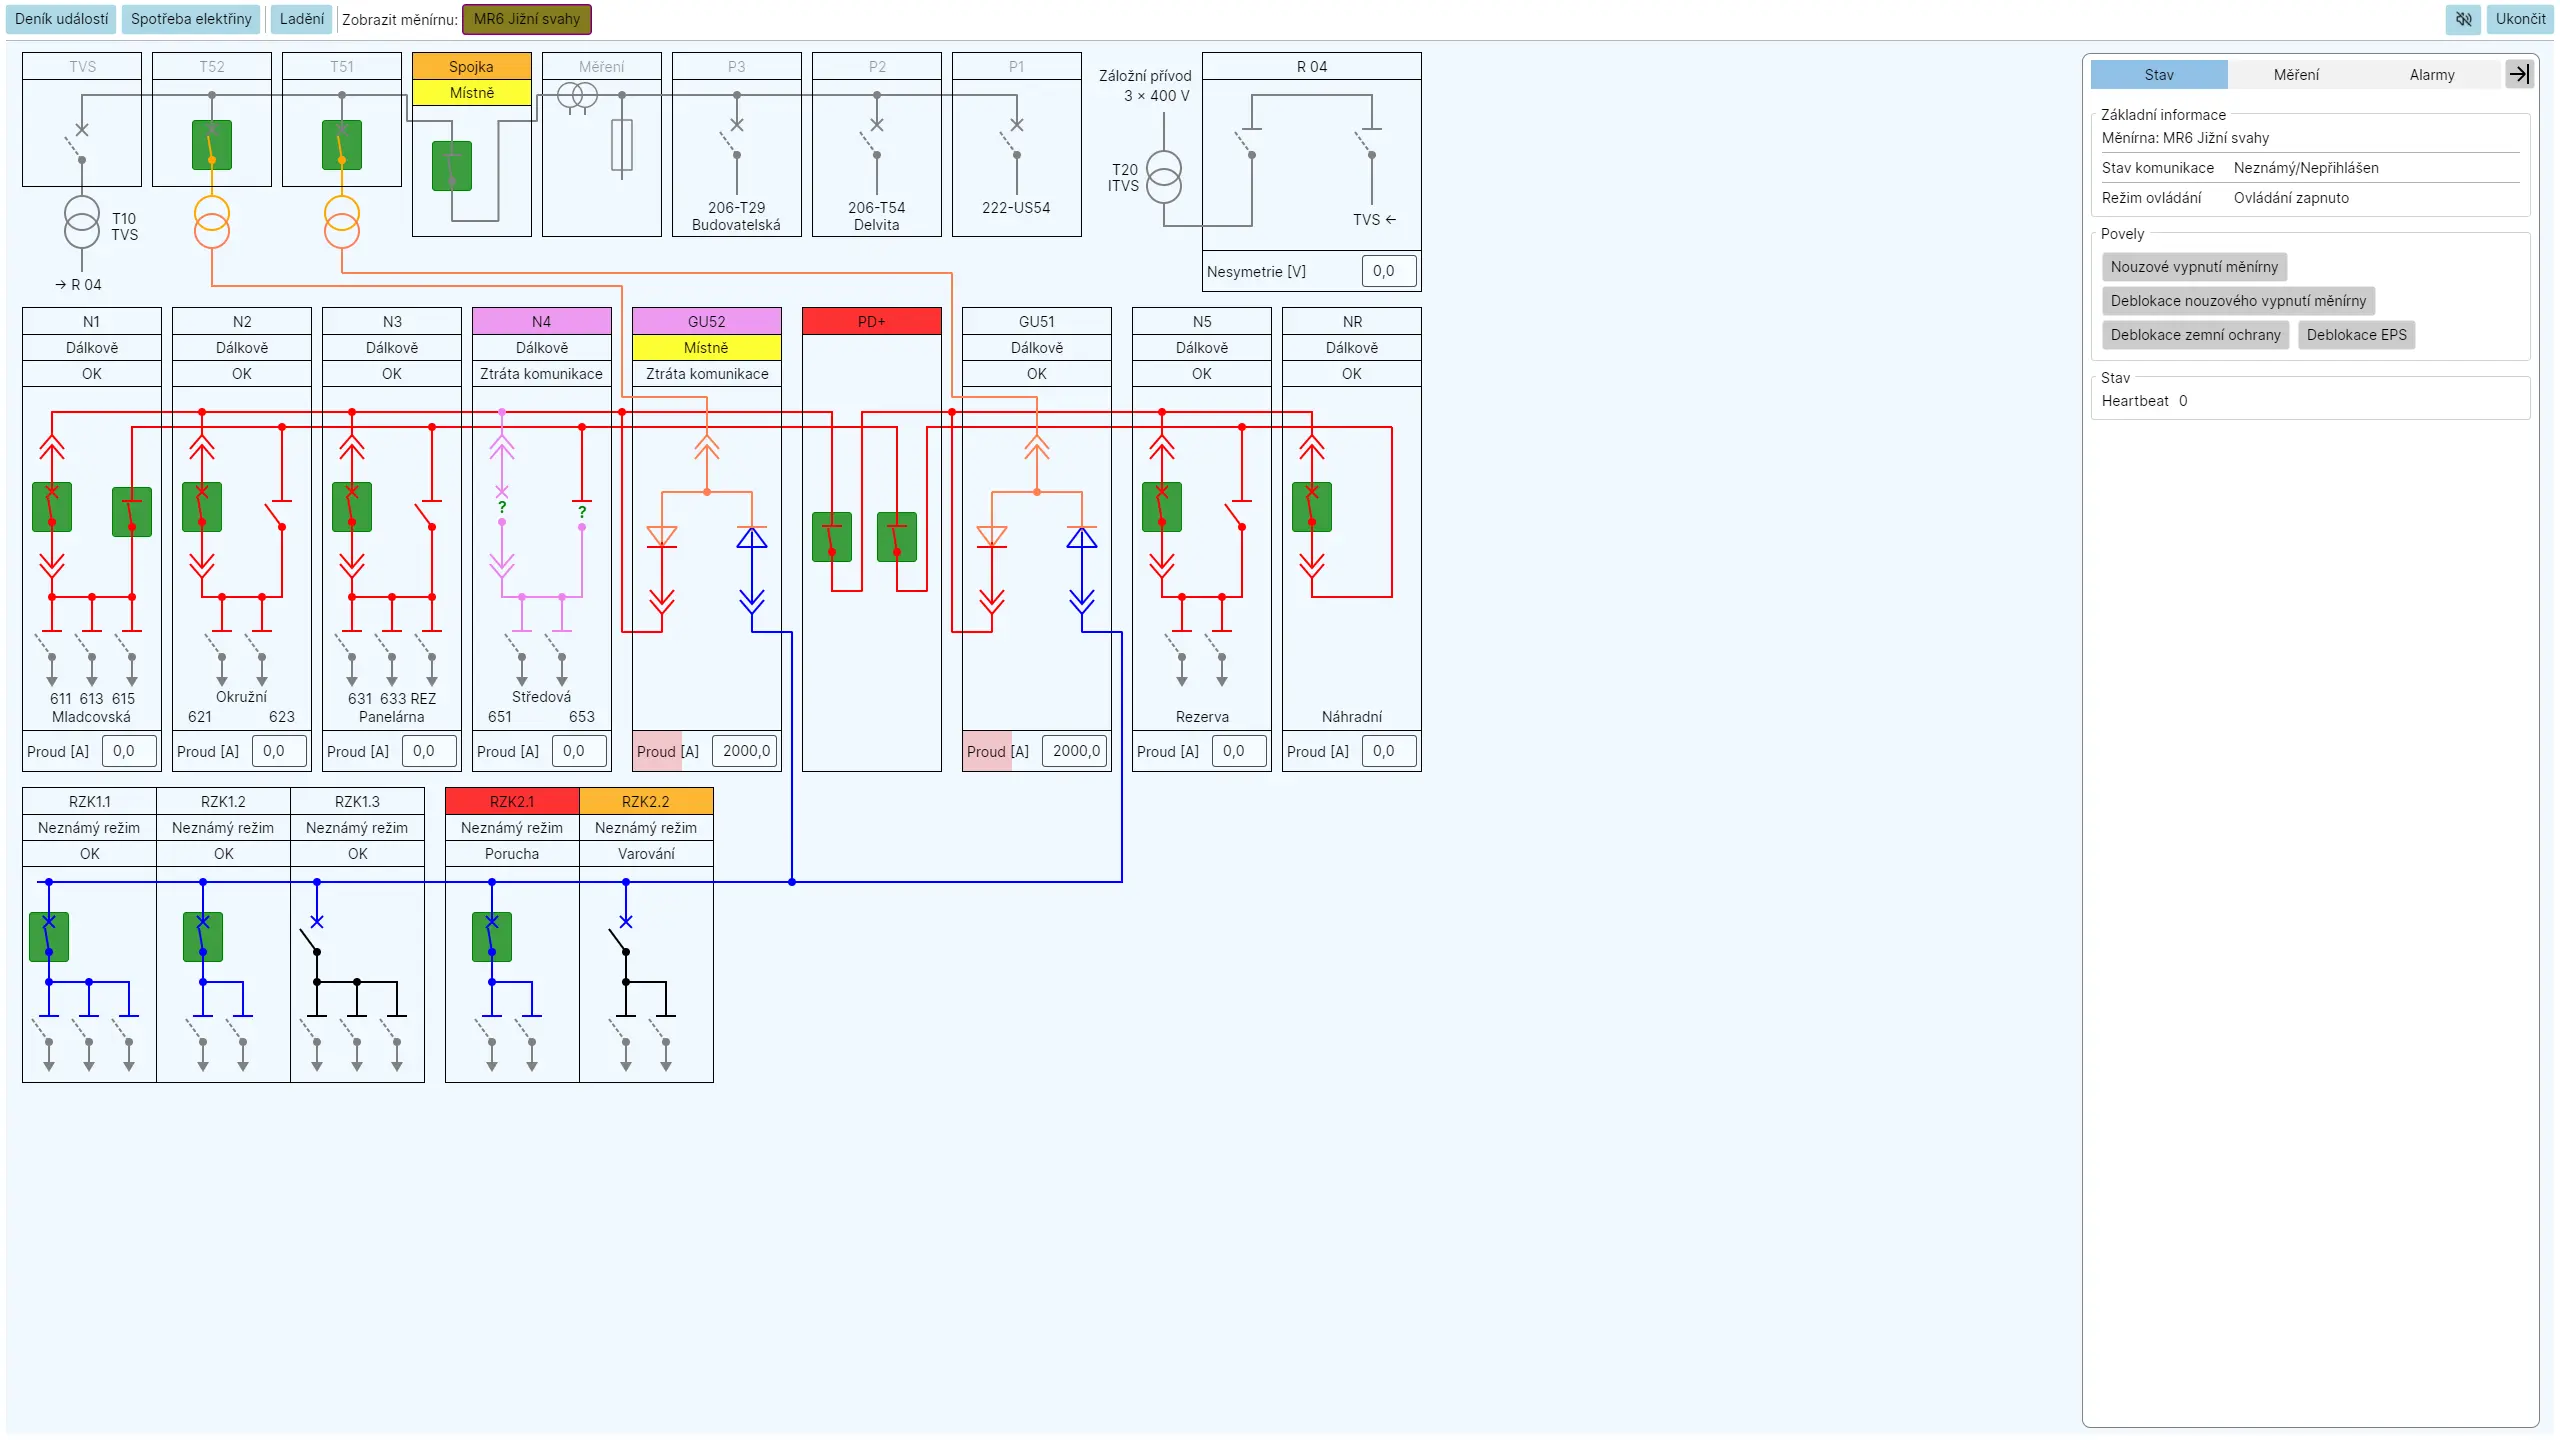 Deník událostí Spotřeba elektřiny Ladění Zobrazit měnírnu: MR6 Jižní svahy Ukončit
TVS T52 T51 Spojka Měření P3 P2 P1 R 04
Místně
Záložní přívod
3 × 400 V
T20
ITVS
T10
TVS
→ R 04
206-T29
Budovatelská
206-T54
Delvita
222-US54
TVS ←
Nesymetrie [V] 0,0
N1 N2 N3 N4 GU52 PD+ GU51 N5 NR
Dálkově Dálkově Dálkově Dálkově Místně Dálkově Dálkově Dálkově
OK OK OK Ztráta komunikace Ztráta komunikace OK OK OK
? ?
611 613 615
Mladcovská
Okružní
621 623
631 633 REZ
Panelárna
Středová
651 653
Rezerva
Náhradní
Proud [A] 0,0 Proud [A] 0,0 Proud [A] 0,0 Proud [A] 0,0 Proud [A] 2000,0 Proud [A] 2000,0 Proud [A] 0,0 Proud [A] 0,0
RZK1.1 RZK1.2 RZK1.3 RZK2.1 RZK2.2
Neznámý režim Neznámý režim Neznámý režim Neznámý režim Neznámý režim
OK OK OK Porucha Varování
Stav Měření Alarmy
Základní informace
Měnírna: MR6 Jižní svahy
Stav komunikace Neznámý/Nepřihlášen
Režim ovládání Ovládání zapnuto
Povely
Nouzové vypnutí měnírny
Deblokace nouzového vypnutí měnírny
Deblokace zemní ochrany Deblokace EPS
Stav
Heartbeat 0